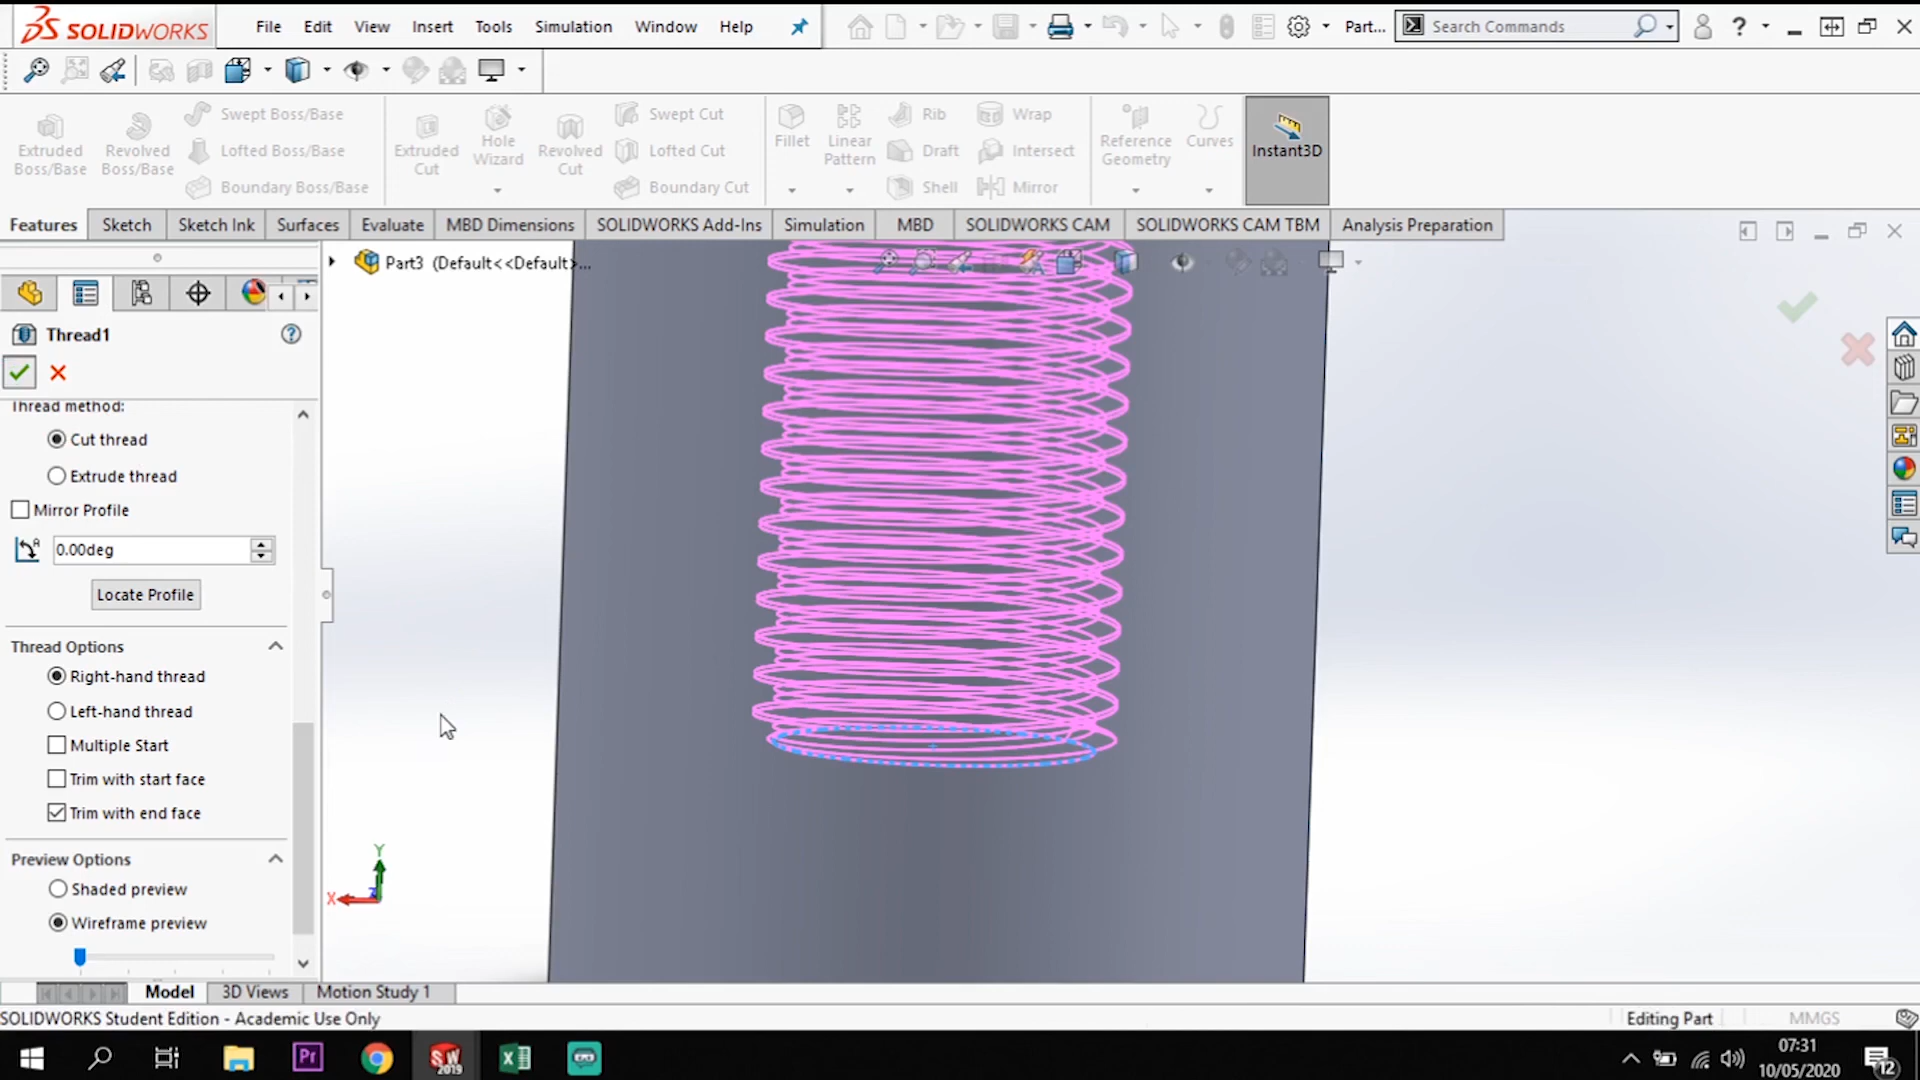 SOLIDWORKS
File Edit View Insert Tools Simulation Window Help
Part...
Search Commands
Extruded Boss/Base
Revolved Boss/Base
Swept Boss/Base
Lofted Boss/Base
Boundary Boss/Base
Extruded Cut
Hole Wizard
Revolved Cut
Swept Cut
Lofted Cut
Boundary Cut
Fillet
Linear Pattern
Rib
Draft
Shell
Wrap
Intersect
Mirror
Reference Geometry
Curves
Instant3D
Features Sketch Sketch Ink Surfaces Evaluate MBD Dimensions SOLIDWORKS Add-Ins Simulation MBD SOLIDWORKS CAM SOLIDWORKS CAM TBM Analysis Preparation
Part3 (Default<<Default>...
Thread1
Thread method:
Cut thread
Extrude thread
Mirror Profile
0.00deg
Locate Profile
Thread Options
Right-hand thread
Left-hand thread
Multiple Start
Trim with start face
Trim with end face
Preview Options
Shaded preview
Wireframe preview
Y
X
Z
Model 3D Views Motion Study 1
SOLIDWORKS Student Edition - Academic Use Only
Editing Part
MMGS
Pr
SW
2019
07:31
10/05/2020
12